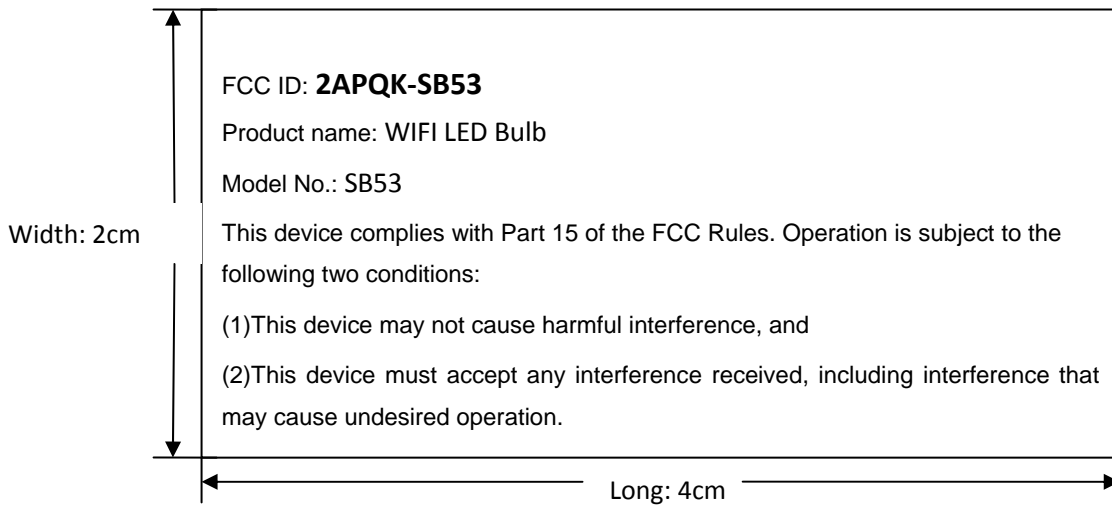 FCC ID: 2APQK-SB53
Product name: WIFI LED Bulb
Model No.: SB53
Width: 2cm
This device complies with Part 15 of the FCC Rules. Operation is subject to the
following two conditions:
(1)This device may not cause harmful interference, and
(2)This device must accept any interference received, including interference that
may cause undesired operation.
Long: 4cm